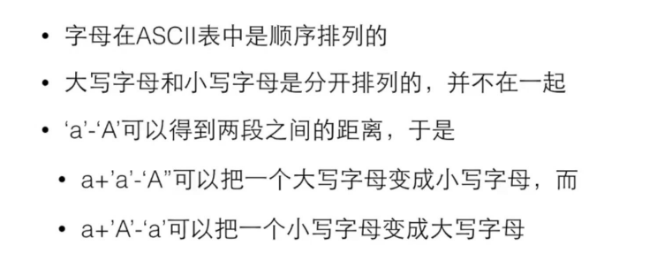 • 字母在ASCII表中是顺序排列的
• 大写字母和小写字母是分开排列的，并不在一起
• ‘a’-‘A’可以得到两段之间的距离，于是
• a+’a’-‘A”可以把一个大写字母变成小写字母，而
• a+’A’-‘a’可以把一个小写字母变成大写字母